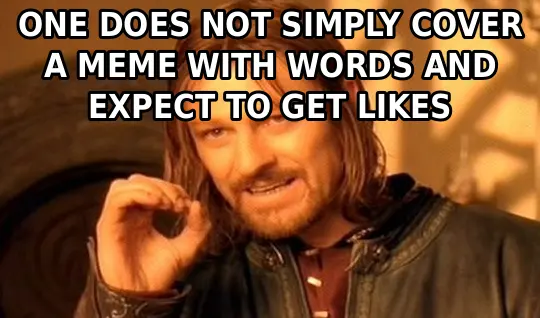 ONE DOES NOT SIMPLY COVER
A MEME WITH WORDS AND
EXPECT TO GET LIKES